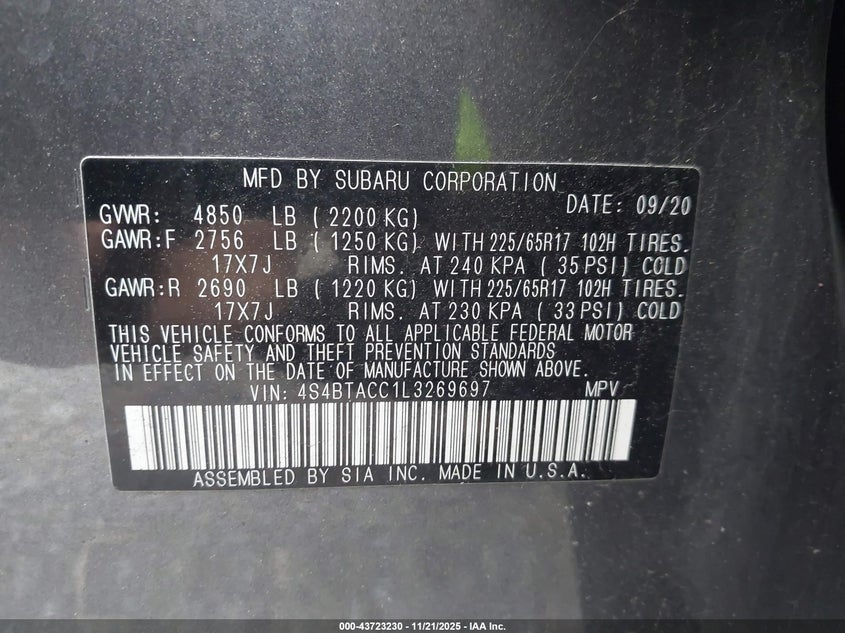 MFD BY SUBARU CORPORATION
DATE: 09/20
GVWR: 4850 LB ( 2200 KG)
GAWR:F 2756 LB ( 1250 KG) WITH 225/65R17 102H TIRES.
17X7J RIMS. AT 240 KPA ( 35 PSI) COLD
GAWR:R 2690 LB ( 1220 KG) WITH 225/65R17 102H TIRES.
17X7J RIMS. AT 230 KPA ( 33 PSI) COLD
THIS VEHICLE CONFORMS TO ALL APPLICABLE FEDERAL MOTOR
VEHICLE SAFETY AND THEFT PREVENTION STANDARDS
IN EFFECT ON THE DATE OF MANUFACTURE SHOWN ABOVE.
VIN: 4S4BTACC1L3269697 MPV
ASSEMBLED BY SIA INC. MADE IN U.S.A.
000-43723230 - 11/21/2025 - IAA Inc.